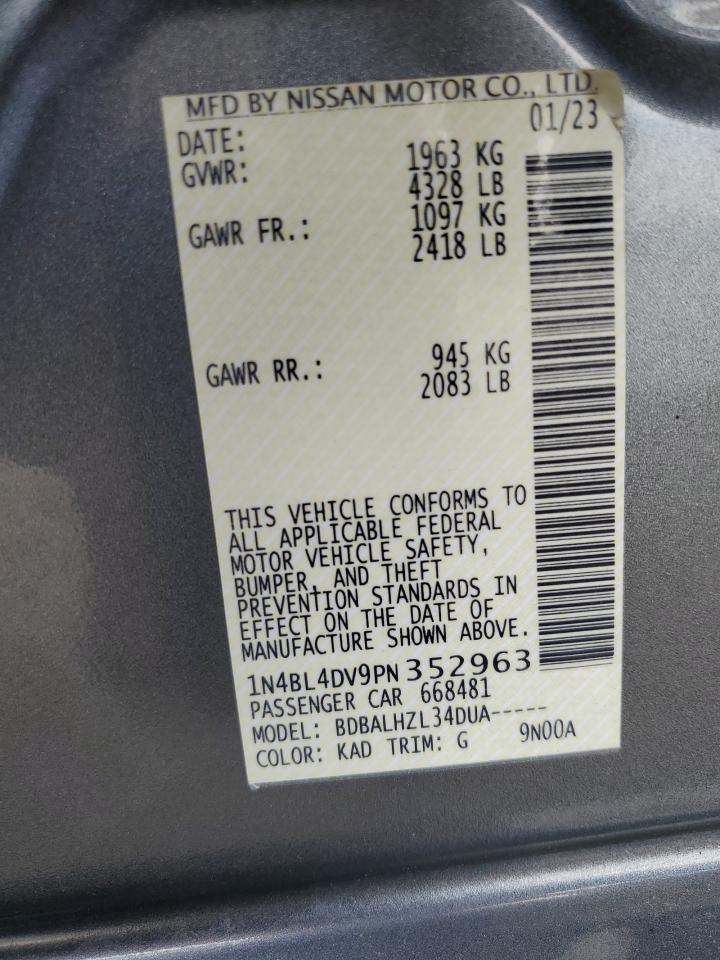 MFD BY NISSAN MOTOR CO., LTD.
DATE: 01/23
GVWR: 1963 KG
4328 LB
GAWR FR.: 1097 KG
2418 LB
GAWR RR.: 945 KG
2083 LB
THIS VEHICLE CONFORMS TO
ALL APPLICABLE FEDERAL
MOTOR VEHICLE SAFETY,
BUMPER, AND THEFT
PREVENTION STANDARDS IN
EFFECT ON THE DATE OF
MANUFACTURE SHOWN ABOVE.
1N4BL4DV9PN352963
PASSENGER CAR 668481
MODEL: BDBALHZL34DUA-----
COLOR: KAD TRIM: G 9N00A